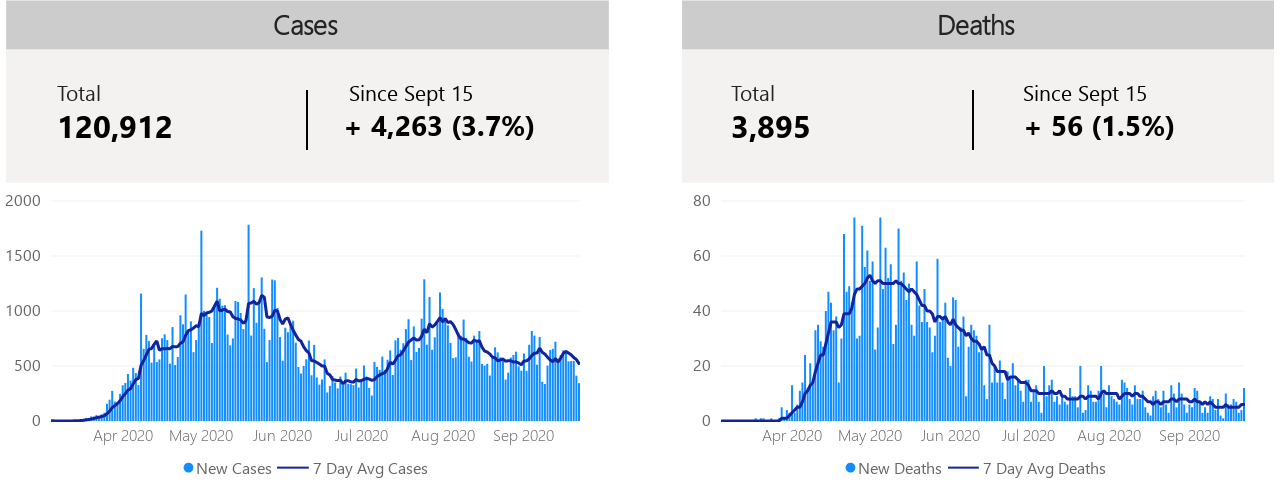 Cases
Total
Since Sept 15
120,912
+ 4,263 (3.7%)
2000
1500
1000
500
0
Apr 2020 May 2020 Jun 2020 Jul 2020 Aug 2020 Sep 2020
New Cases 7 Day Avg Cases
Deaths
Total
Since Sept 15
3,895
+ 56 (1.5%)
80
60
40
20
0
Apr 2020 May 2020 Jun 2020 Jul 2020 Aug 2020 Sep 2020
New Deaths 7 Day Avg Deaths